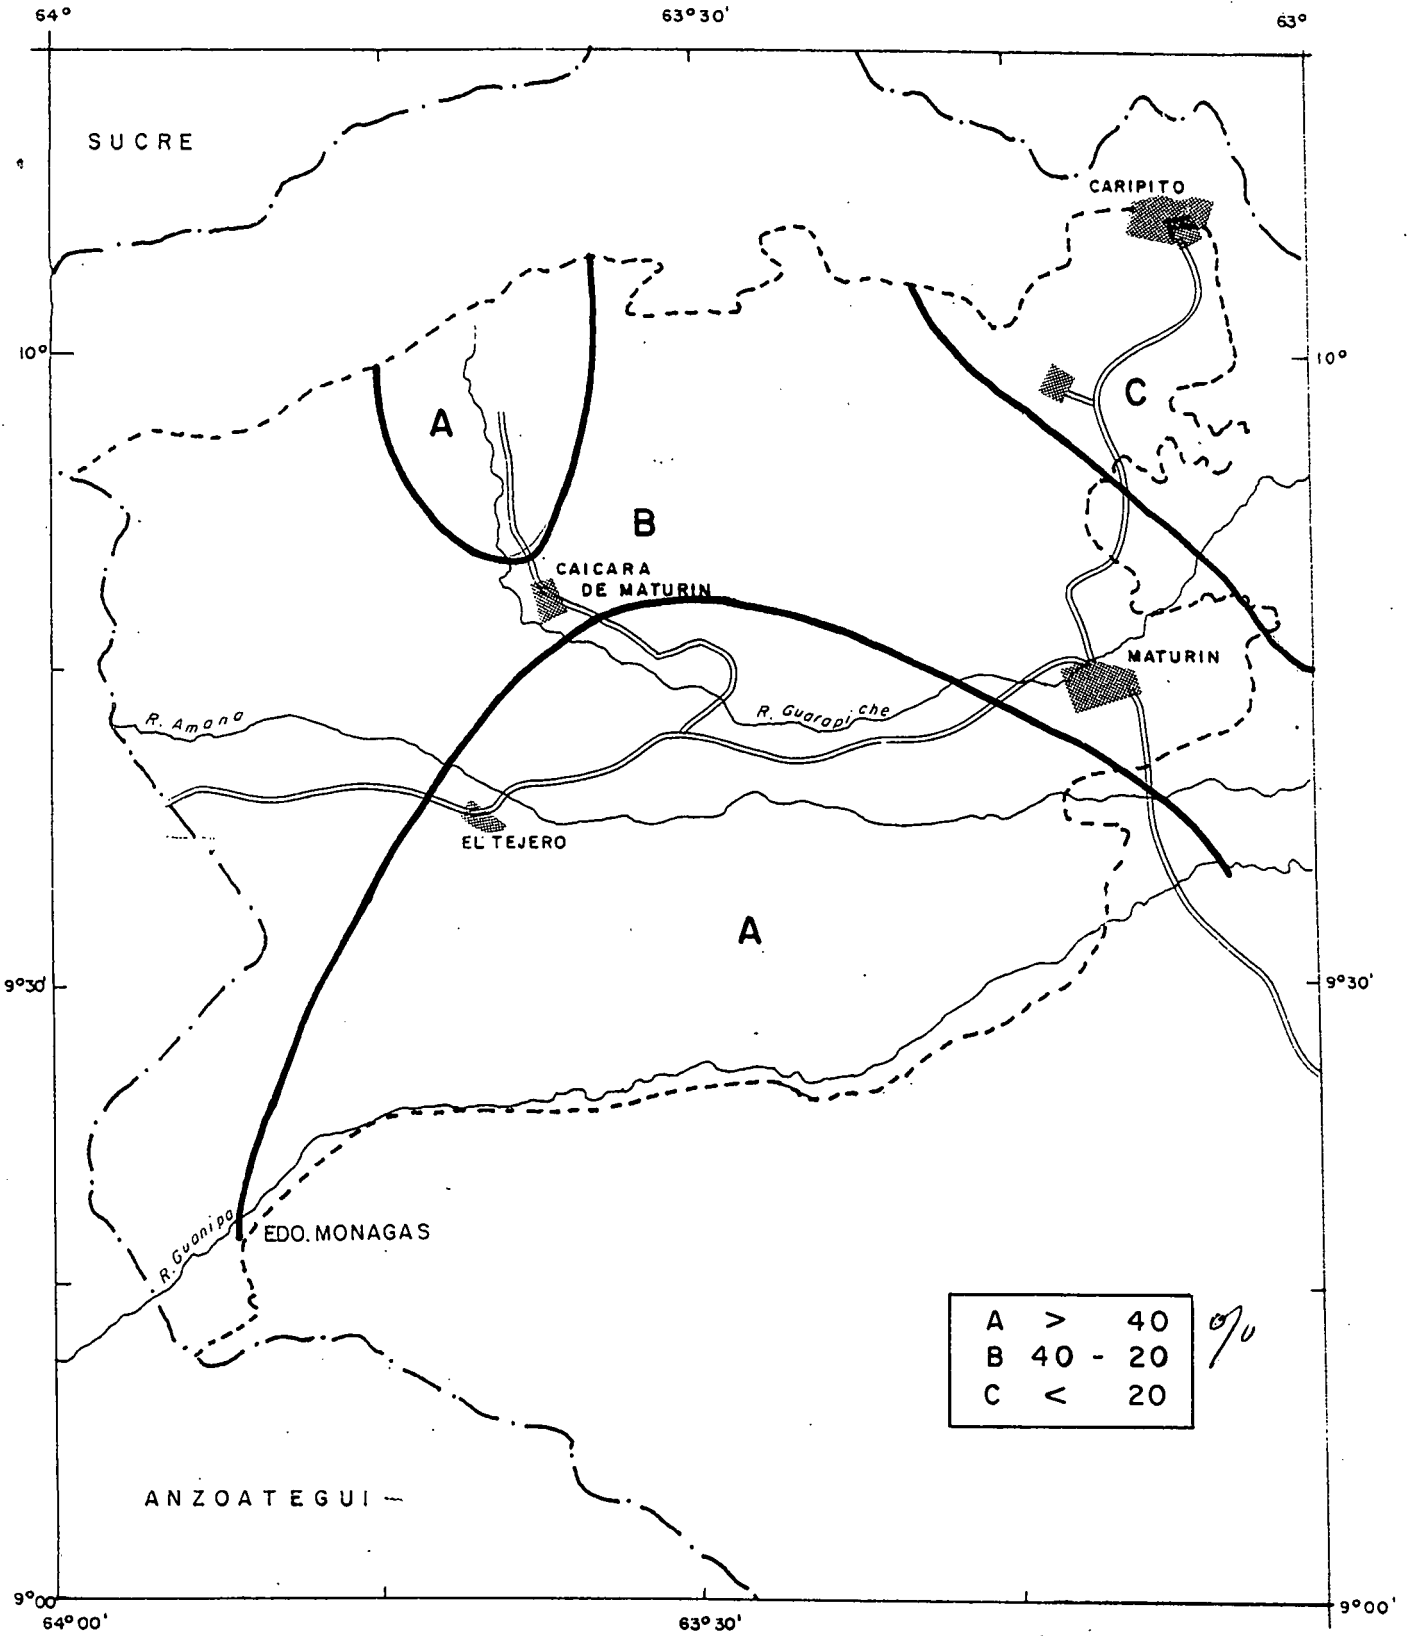 64° 63°30' 63°
SUCRE
CARIPITO
10° 10°
C
A
B
CAICARA
DE MATURIN
MATURIN
R. Amana
R. Guarapiche
EL TEJERO
A
9°30' 9°30'
R. Guanipa
EDO. MONAGAS
A > 40 %
B 40 - 20
C < 20
ANZOATEGUI
9°00' 9°00'
64°00' 63°30'